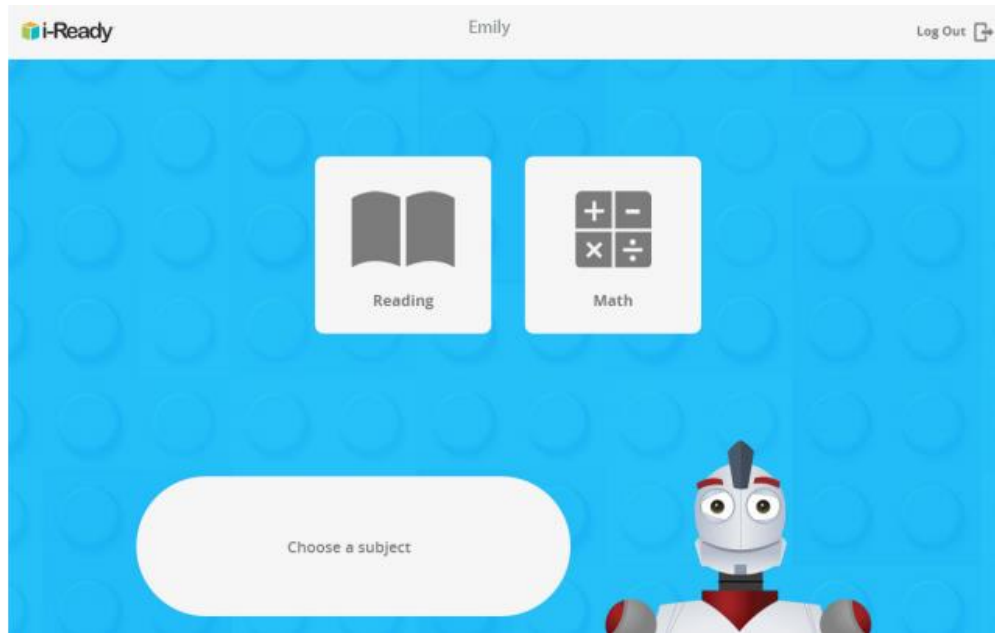 i-Ready
Emily
Log Out
Reading
Math
Choose a subject